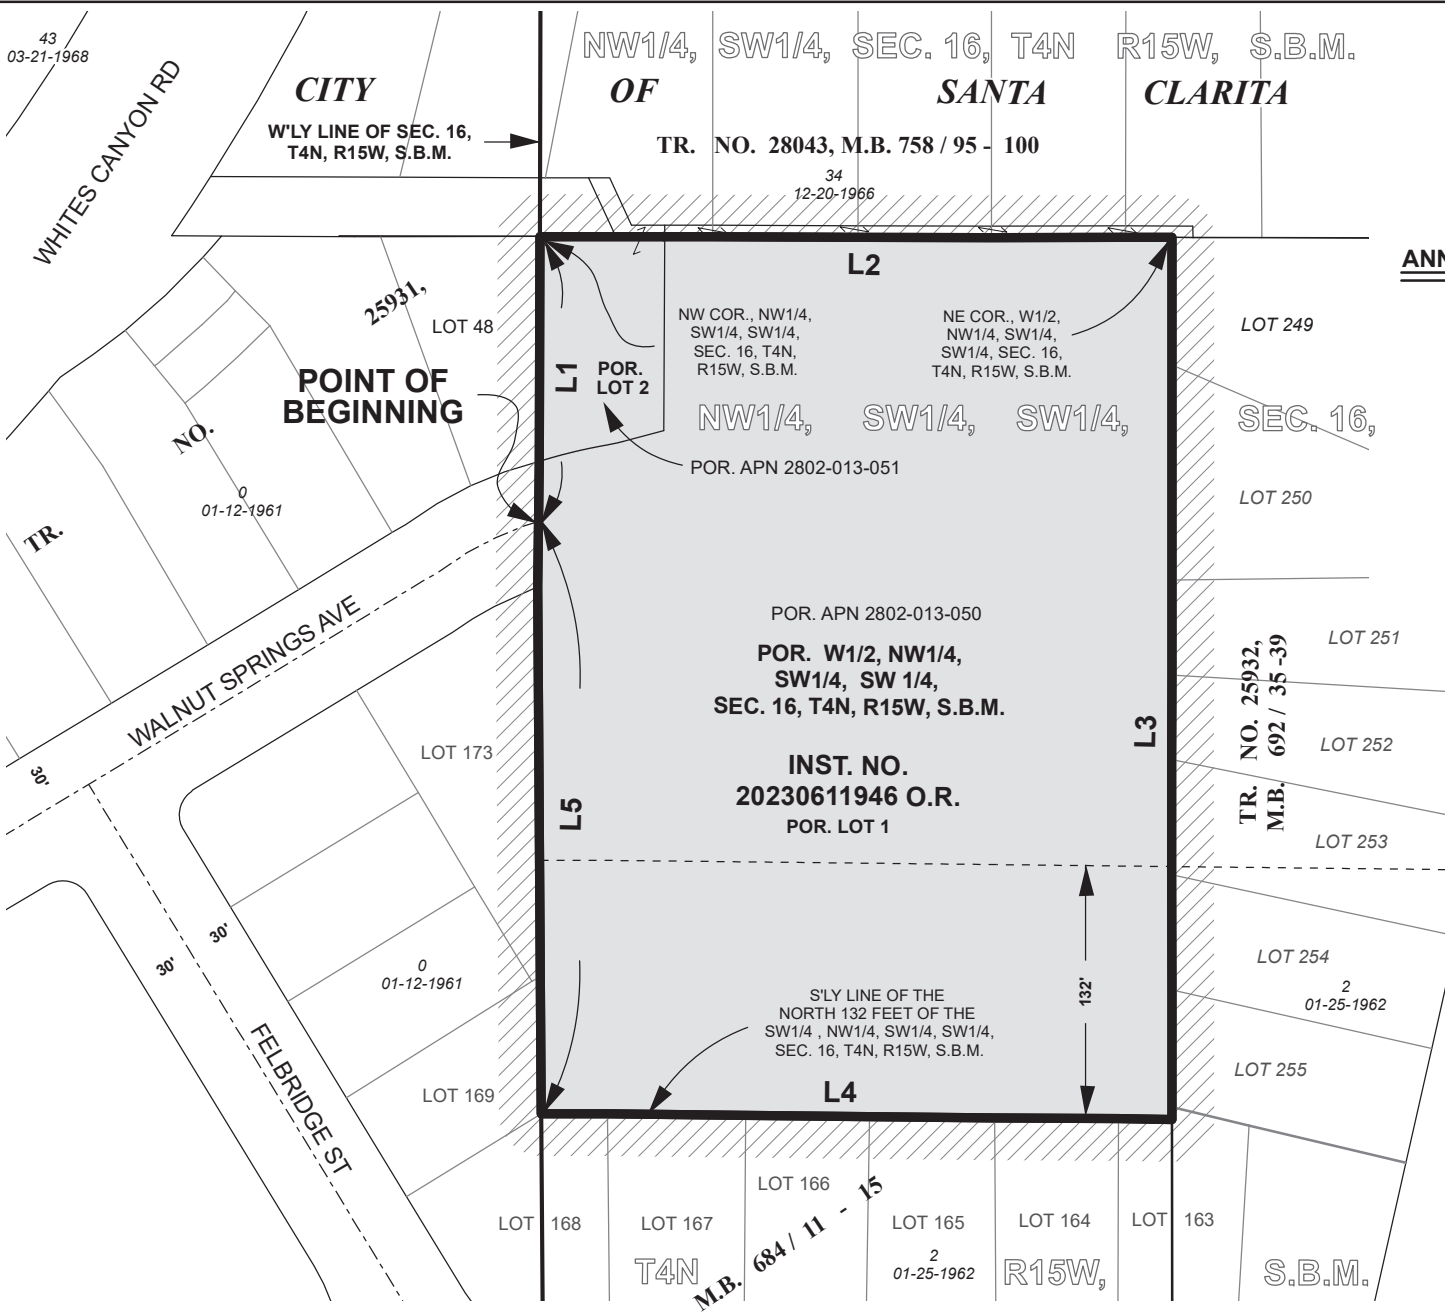 43
03-21-1968
NW1/4, SW1/4, SEC. 16, T4N R15W, S.B.M.
CITY OF SANTA CLARITA
W'LY LINE OF SEC. 16,
T4N, R15W, S.B.M.
TR. NO. 28043, M.B. 758 / 95 - 100
34
12-20-1966
WHITES CANYON RD
L2
ANN
25931,
LOT 48
NW COR., NW1/4,
SW1/4, SW1/4,
SEC. 16, T4N,
R15W, S.B.M.
NE COR., W1/2,
NW1/4, SW1/4,
SW1/4, SEC. 16,
T4N, R15W, S.B.M.
LOT 249
L1
POR.
LOT 2
POINT OF
BEGINNING
NO.
NW1/4, SW1/4, SW1/4, SEC. 16,
POR. APN 2802-013-051
0
01-12-1961
LOT 250
TR.
WALNUT SPRINGS AVE
POR. APN 2802-013-050
POR. W1/2, NW1/4,
SW1/4, SW 1/4,
SEC. 16, T4N, R15W, S.B.M.
LOT 251
TR. NO. 25932,
M.B. 692 / 35 -39
L3
LOT 252
LOT 173
30'
INST. NO.
20230611946 O.R.
POR. LOT 1
L5
LOT 253
30'
30'
0
01-12-1961
LOT 254
2
01-25-1962
132'
S'LY LINE OF THE
NORTH 132 FEET OF THE
SW1/4 , NW1/4, SW1/4, SW1/4,
SEC. 16, T4N, R15W, S.B.M.
FELBRIDGE ST
LOT 169
L4
LOT 255
LOT 166
LOT 168
LOT 167
M.B. 684 / 11 - 15
LOT 165
LOT 164
LOT 163
2
01-25-1962
T4N R15W, S.B.M.